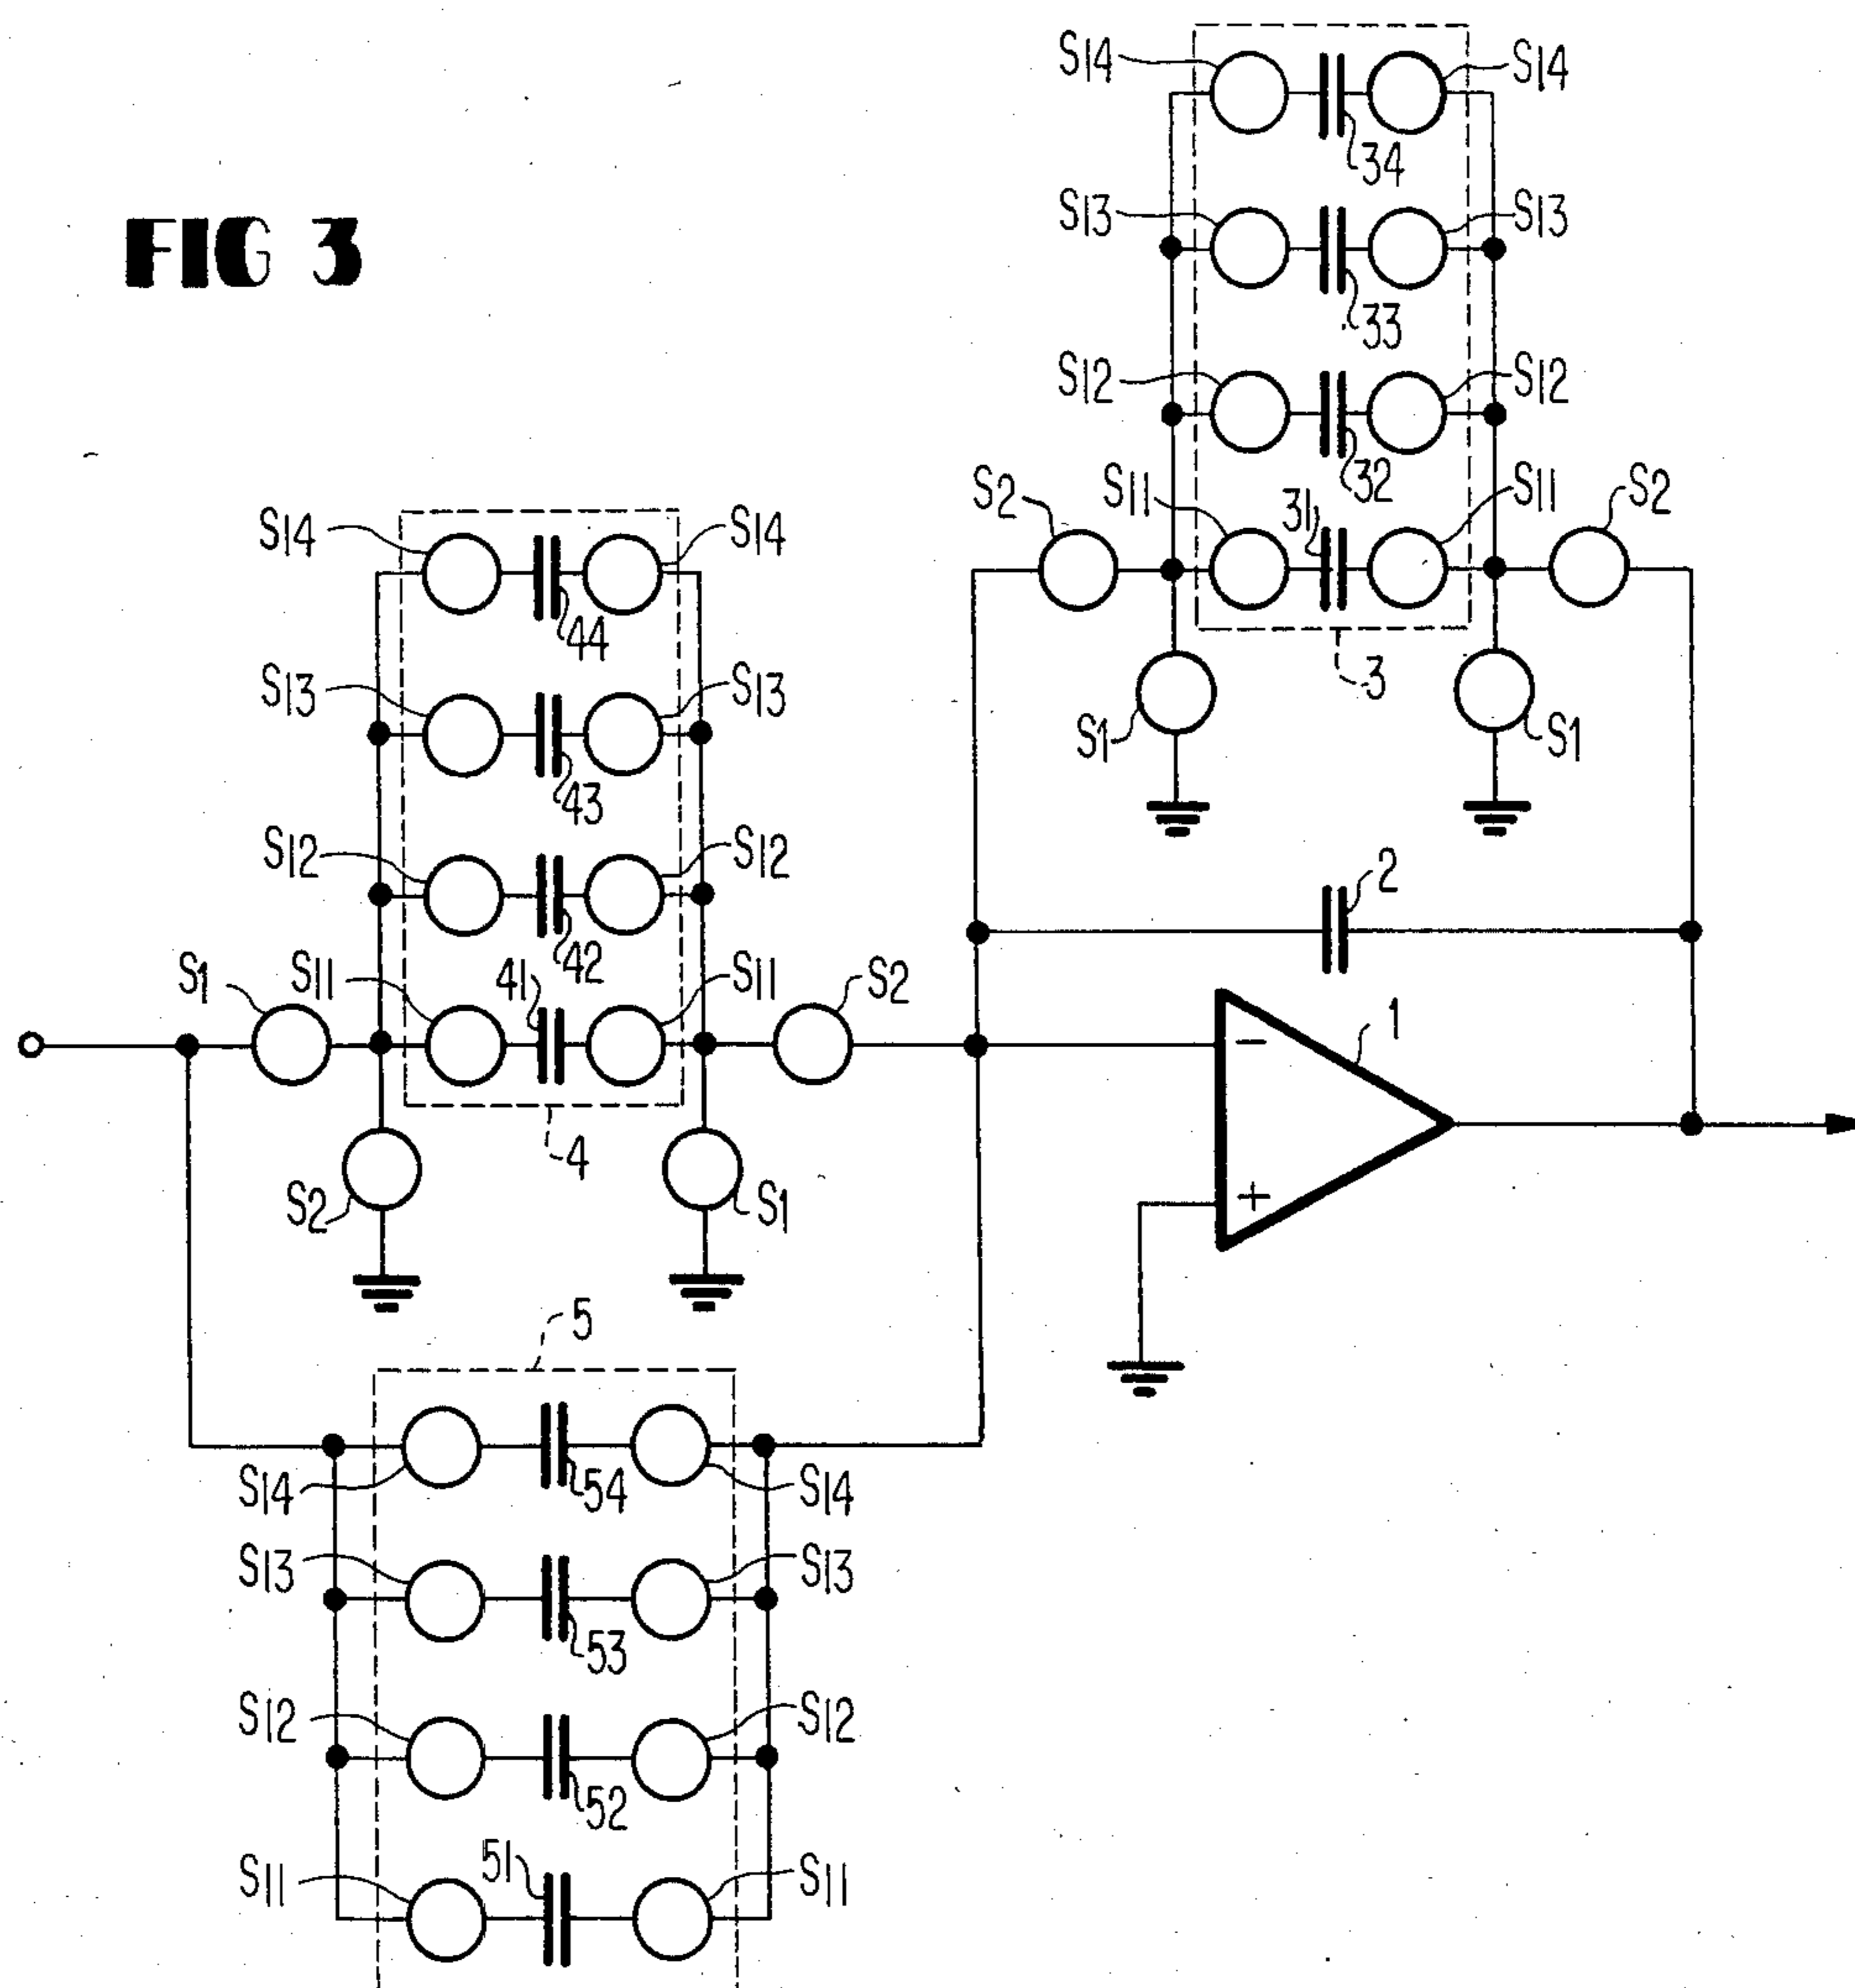 S14 S14
34
FIG 3
S13 S13
33
S12 S12
32
S2 S11 31 S11 S2
3
S1 S1
S14 S14
44
S13 S13
43
2
S12 S12
42
S1 S11 41 S11 S2
1
−
4
S2 S1
+
5
S14 54 S14
S13 S13
53
S12 S12
52
51
S11 S11